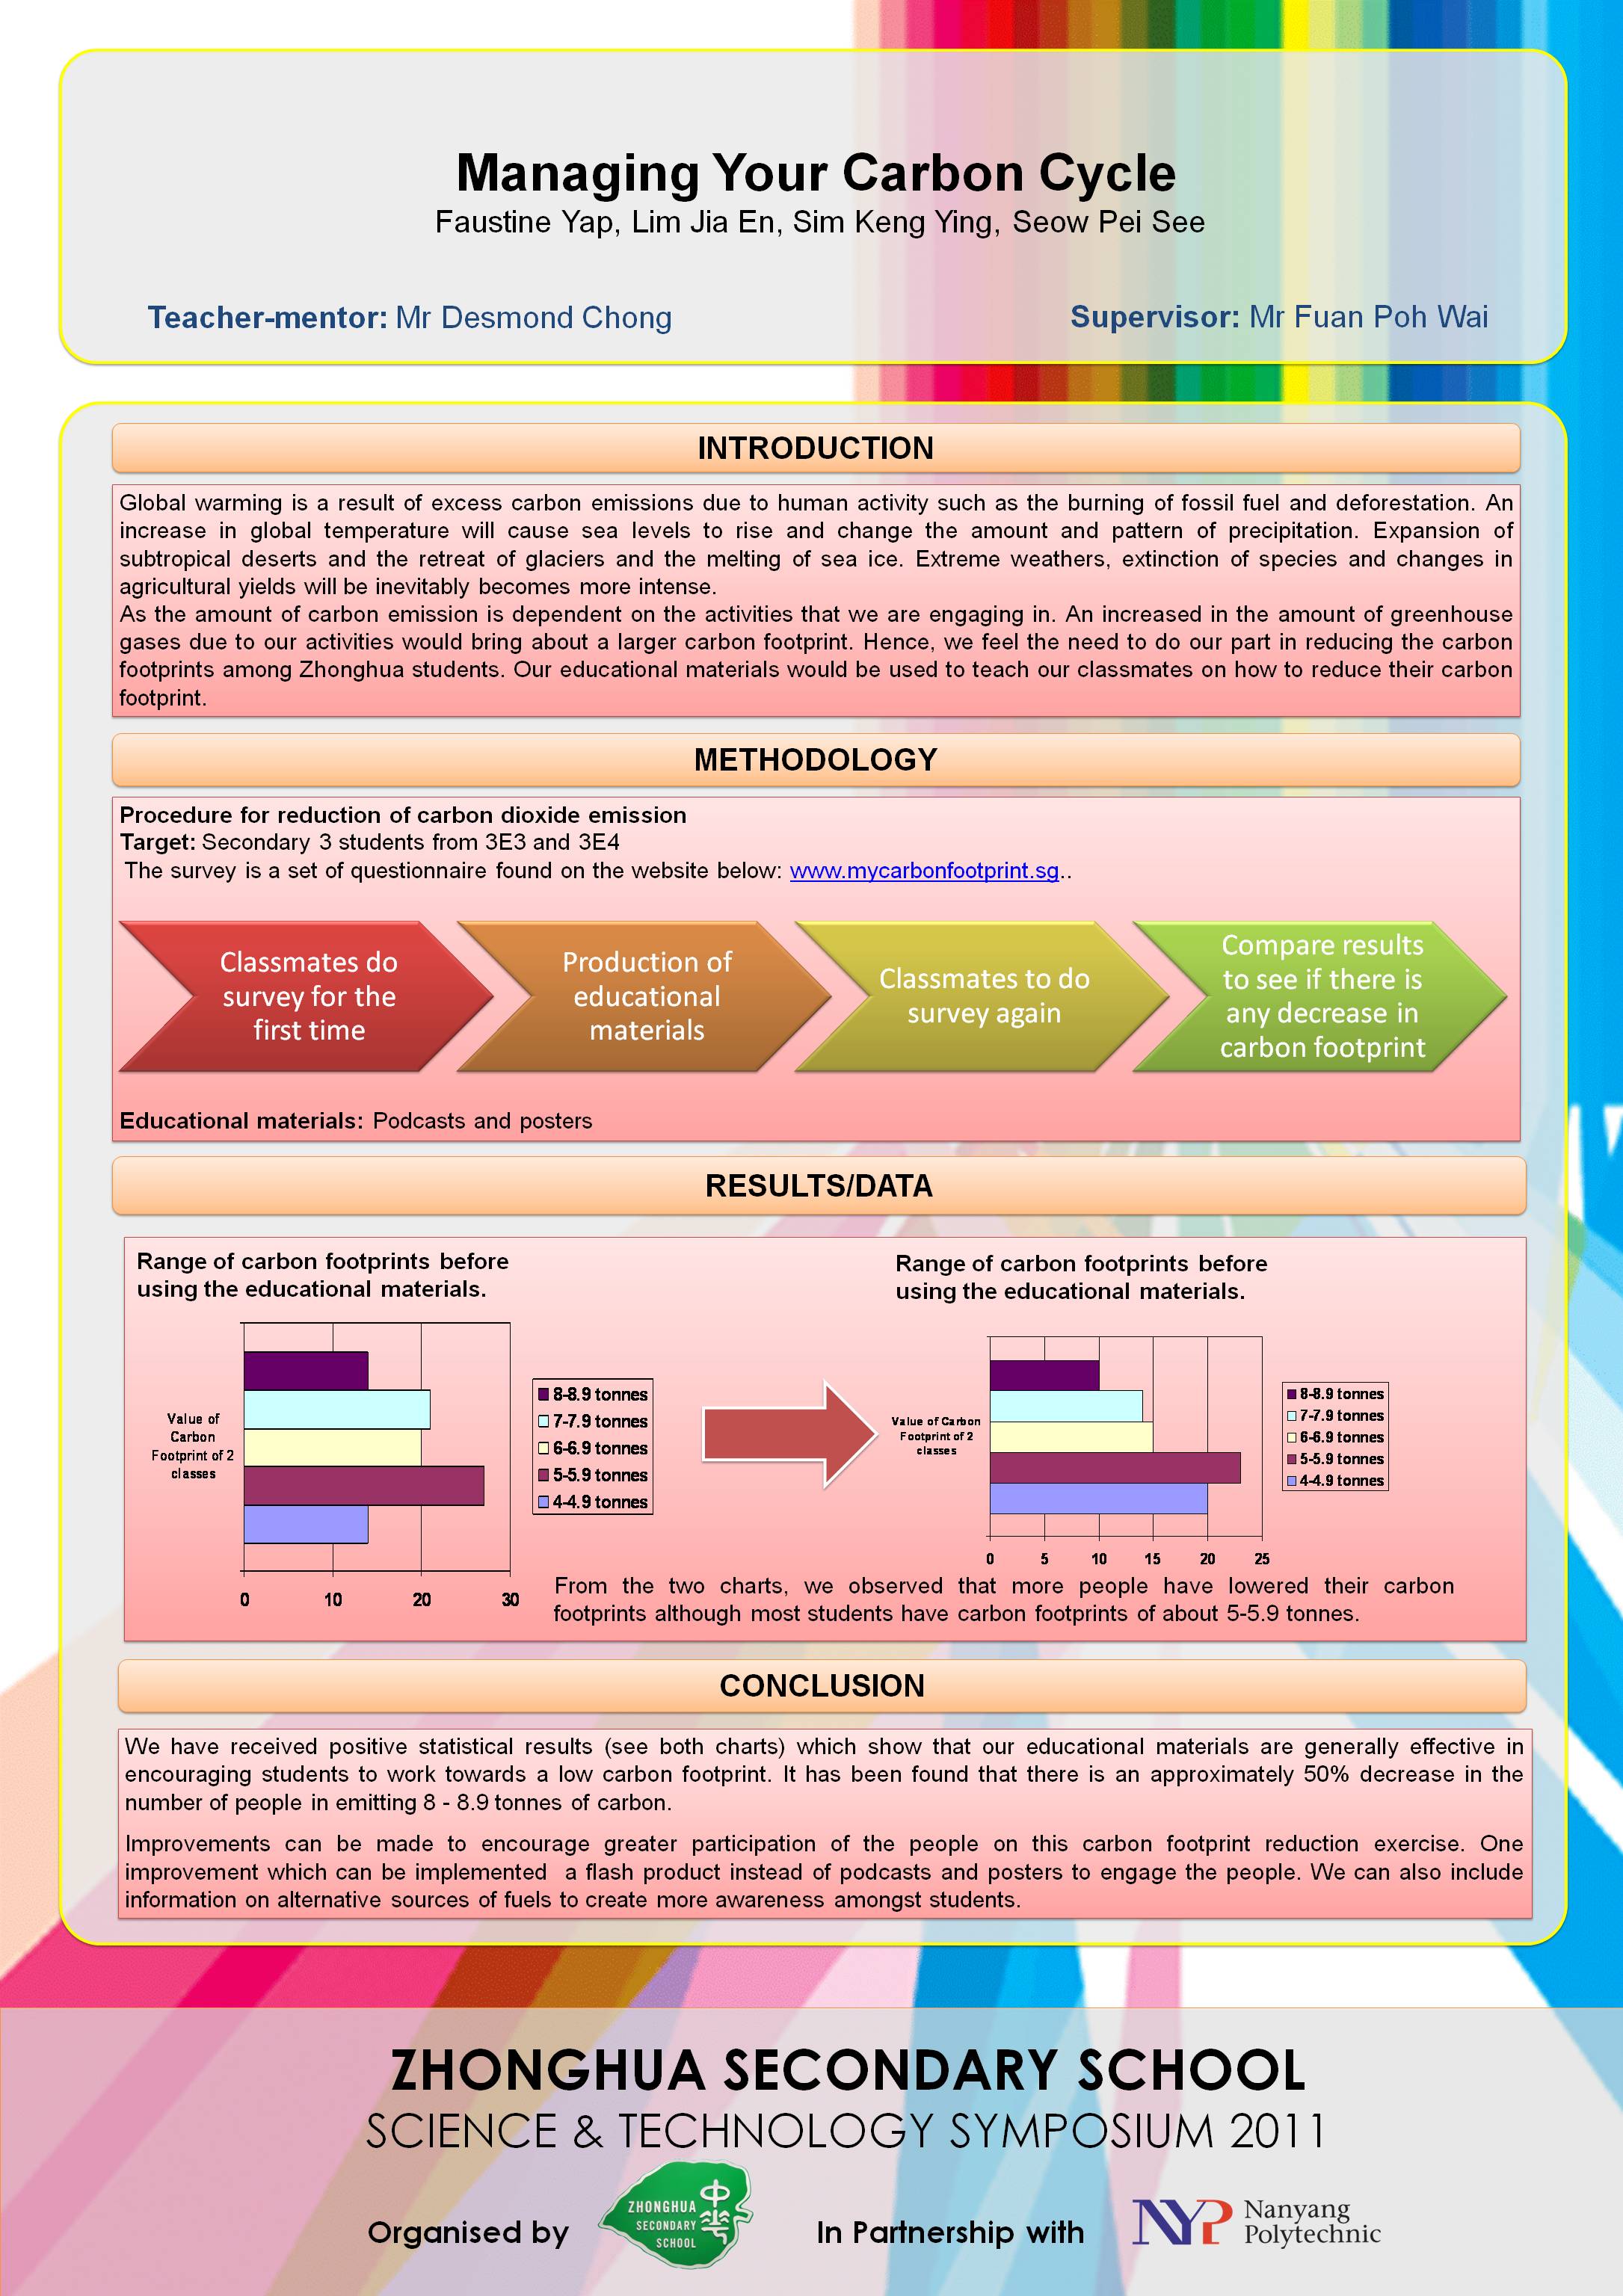 Managing Your Carbon Cycle
Faustine Yap, Lim Jia En, Sim Keng Ying, Seow Pei See
Teacher-mentor: Mr Desmond Chong
Supervisor: Mr Fuan Poh Wai
INTRODUCTION
Global warming is a result of excess carbon emissions due to human activity such as the burning of fossil fuel and deforestation. An
increase in global temperature will cause sea levels to rise and change the amount and pattern of precipitation. Expansion of
subtropical deserts and the retreat of glaciers and the melting of sea ice. Extreme weathers, extinction of species and changes in
agricultural yields will be inevitably becomes more intense.
As the amount of carbon emission is dependent on the activities that we are engaging in. An increased in the amount of greenhouse
gases due to our activities would bring about a larger carbon footprint. Hence, we feel the need to do our part in reducing the carbon
footprints among Zhonghua students. Our educational materials would be used to teach our classmates on how to reduce their carbon
footprint.
METHODOLOGY
Procedure for reduction of carbon dioxide emission
Target: Secondary 3 students from 3E3 and 3E4
The survey is a set of questionnaire found on the website below: www.mycarbonfootprint.sg..
Classmates do
survey for the
first time
Production of
educational
materials
Classmates to do
survey again
Compare results
to see if there is
any decrease in
carbon footprint
Educational materials: Podcasts and posters
RESULTS/DATA
Range of carbon footprints before
using the educational materials.
Value of
Carbon
Footprint of 2
classes
8-8.9 tonnes
7-7.9 tonnes
6-6.9 tonnes
5-5.9 tonnes
4-4.9 tonnes
0 10 20 30
Range of carbon footprints before
using the educational materials.
Value of Carbon
Footprint of 2
classes
8-8.9 tonnes
7-7.9 tonnes
6-6.9 tonnes
5-5.9 tonnes
4-4.9 tonnes
0 5 10 15 20 25
From the two charts, we observed that more people have lowered their carbon
footprints although most students have carbon footprints of about 5-5.9 tonnes.
CONCLUSION
We have received positive statistical results (see both charts) which show that our educational materials are generally effective in
encouraging students to work towards a low carbon footprint. It has been found that there is an approximately 50% decrease in the
number of people in emitting 8 - 8.9 tonnes of carbon.
Improvements can be made to encourage greater participation of the people on this carbon footprint reduction exercise. One
improvement which can be implemented a flash product instead of podcasts and posters to engage the people. We can also include
information on alternative sources of fuels to create more awareness amongst students.
ZHONGHUA SECONDARY SCHOOL
SCIENCE & TECHNOLOGY SYMPOSIUM 2011
Organised by
ZHONGHUA
SECONDARY
SCHOOL
中華
In Partnership with
NYP
Nanyang
Polytechnic